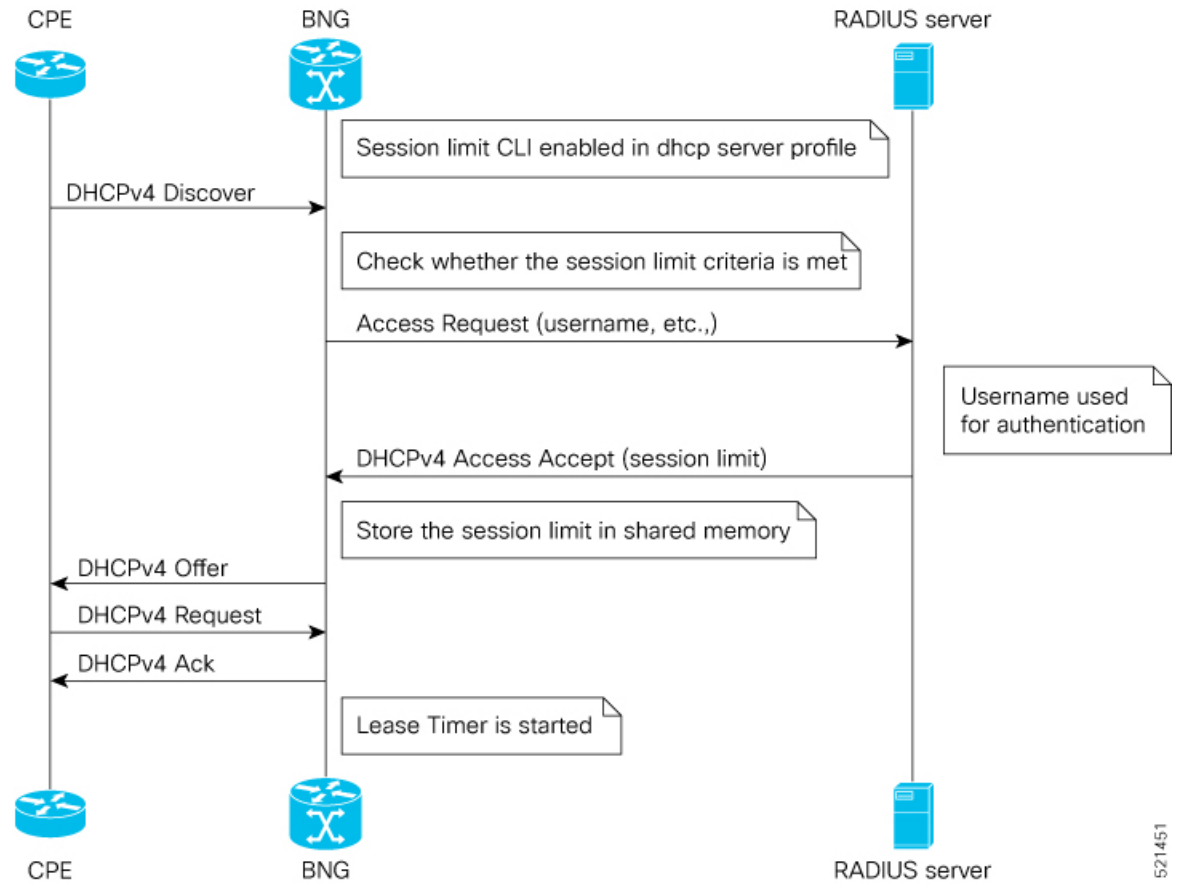 CPE
BNG
RADIUS server
Session limit CLI enabled in dhcp server profile
DHCPv4 Discover
Check whether the session limit criteria is met
Access Request (username, etc.,)
Username used
for authentication
DHCPv4 Access Accept (session limit)
Store the session limit in shared memory
DHCPv4 Offer
DHCPv4 Request
DHCPv4 Ack
Lease Timer is started
CPE
BNG
RADIUS server
521451